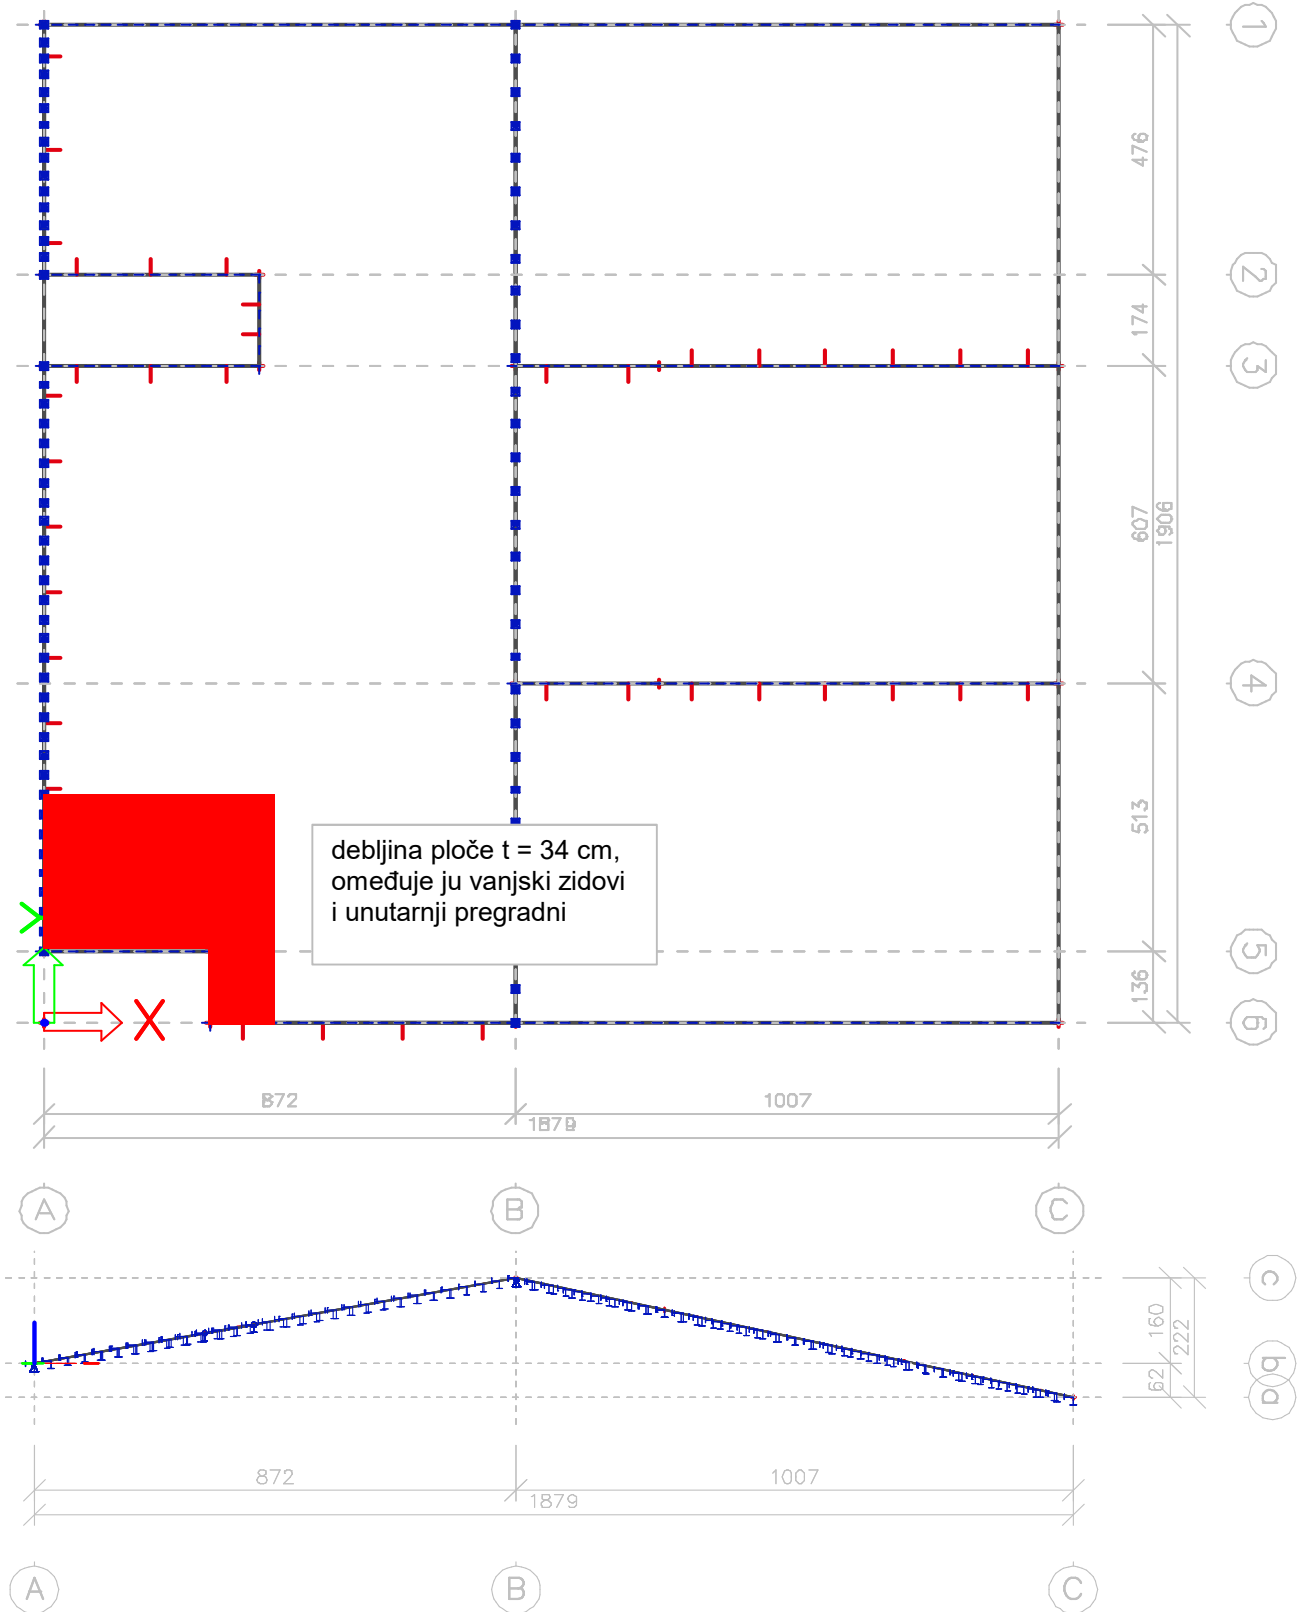 1
476
2
174
3
607
1906
4
513
debljina ploče t = 34 cm,
omeđuje ju vanjski zidovi
i unutarnji pregradni
Y
5
136
X
6
872
1007
1879
A
B
C
c
160
222
b
62
a
872
1007
1879
A
B
C